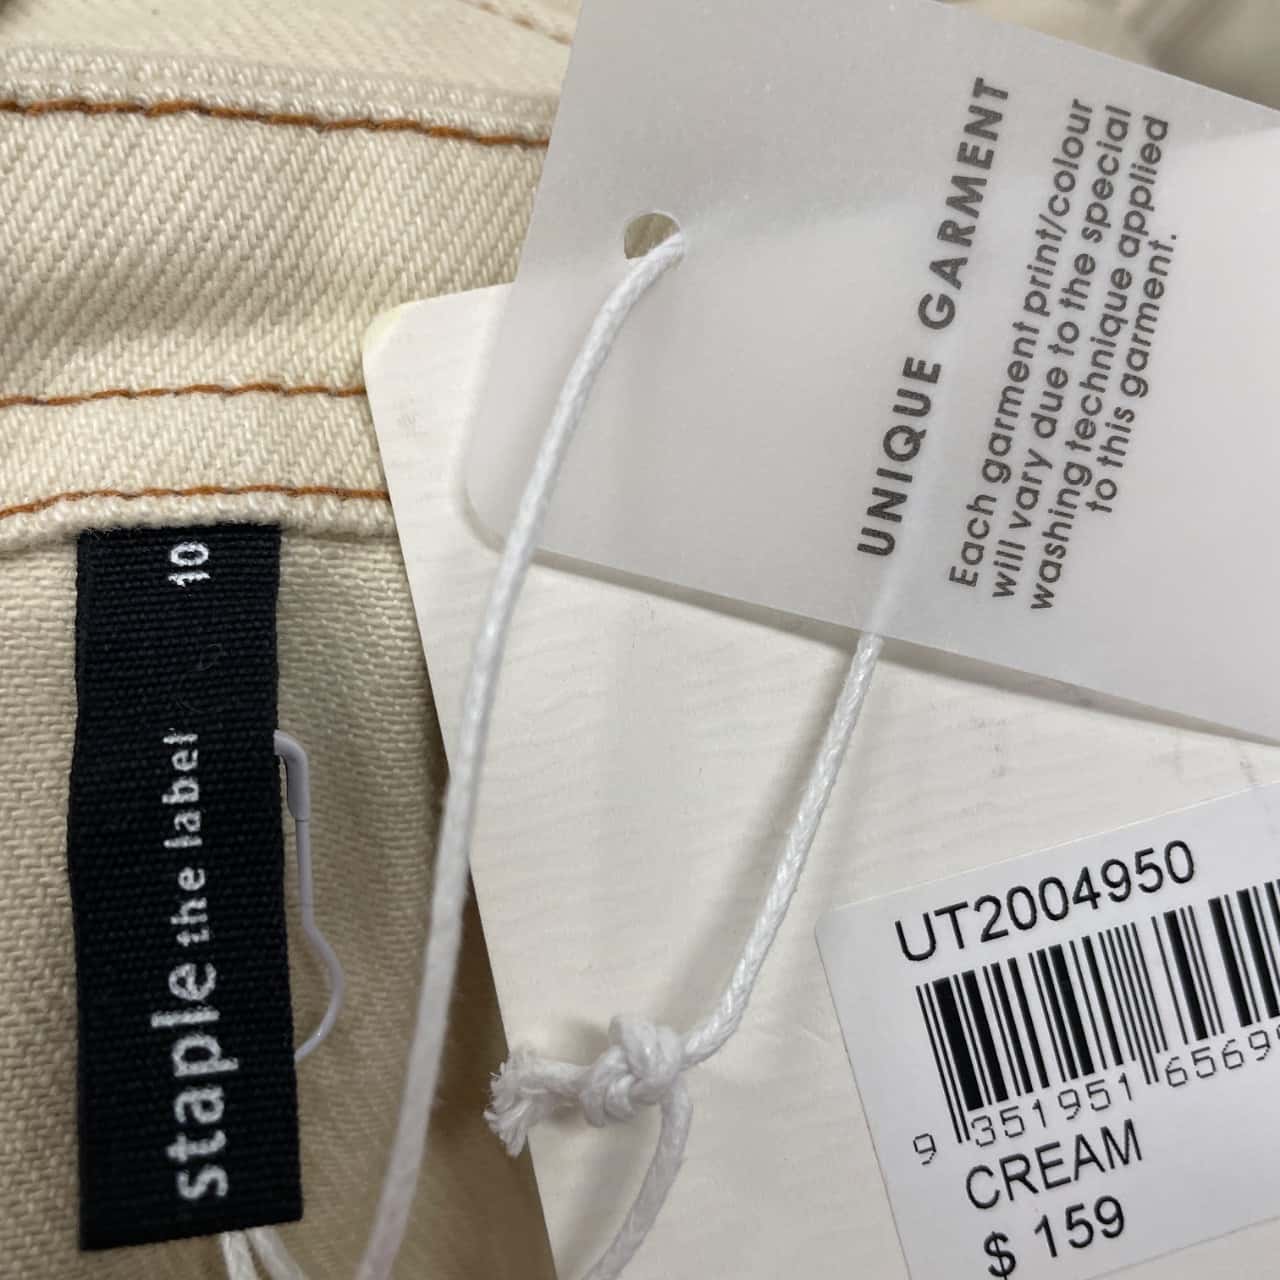 UNIQUE GARMENT
Each garment print/colour
will vary due to the special
washing technique applied
to this garment.
staple the label 10
UT2004950
9 351951 6569
CREAM
$ 159